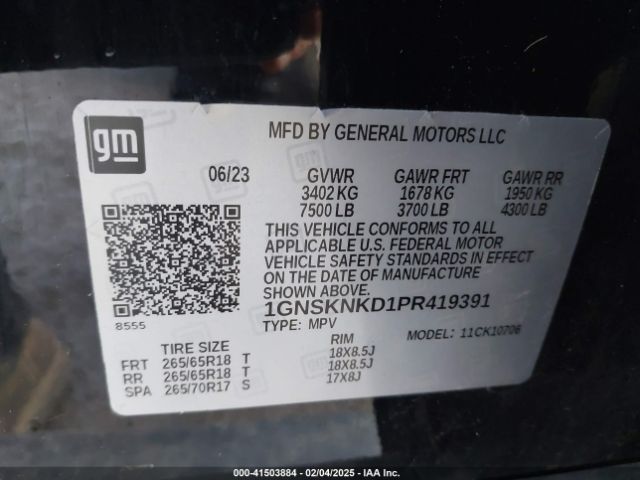 gm
MFD BY GENERAL MOTORS LLC
06/23 GVWR GAWR FRT GAWR RR
3402 KG 1678 KG 1950 KG
7500 LB 3700 LB 4300 LB
THIS VEHICLE CONFORMS TO ALL
APPLICABLE U.S. FEDERAL MOTOR
VEHICLE SAFETY STANDARDS IN EFFECT
ON THE DATE OF MANUFACTURE
SHOWN ABOVE.
1GNSKNKD1PR419391
8555
TYPE: MPV MODEL: 11CK10706
TIRE SIZE RIM
FRT 265/65R18 T 18X8.5J
RR 265/65R18 T 18X8.5J
SPA 265/70R17 S 17X8J
00-41503884 — 02/04/2025 — IAA Inc.